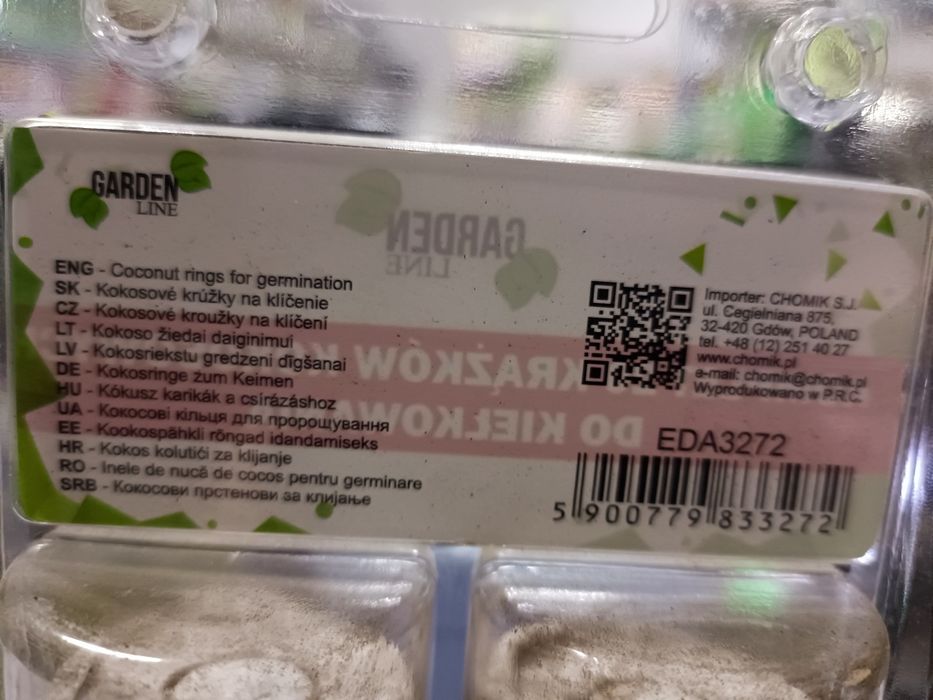 GARDEN
LINE
GARDEN
LINE
ENG - Coconut rings for germination
SK - Kokosové krúžky na klíčenie
CZ - Kokosové kroužky na klíčení
LT - Kokoso žiedai daiginimui
LV - Kokosriekstu gredzeni dīgšanai
DE - Kokosringe zum Keimen
HU - Kókusz karikák a csírázáshoz
UA - Кокосові кільця для пророщування
EE - Kookospähkli rõngad idandamiseks
HR - Kokos kolutići za klijanje
RO - Inele de nucă de cocos pentru germinare
SRB - Кокосови прстенови за клијање
KRĄŻKÓW
DO
Importer: CHOMIK S.J.
ul. Cegielniana 875,
32-420 Gdów, POLAND
tel. +48 (12) 251 40 27
www.chomik.pl
e-mail: chomik@chomik.pl
Wyprodukowano w P.R.C.
EDA3272
5 900779 833272